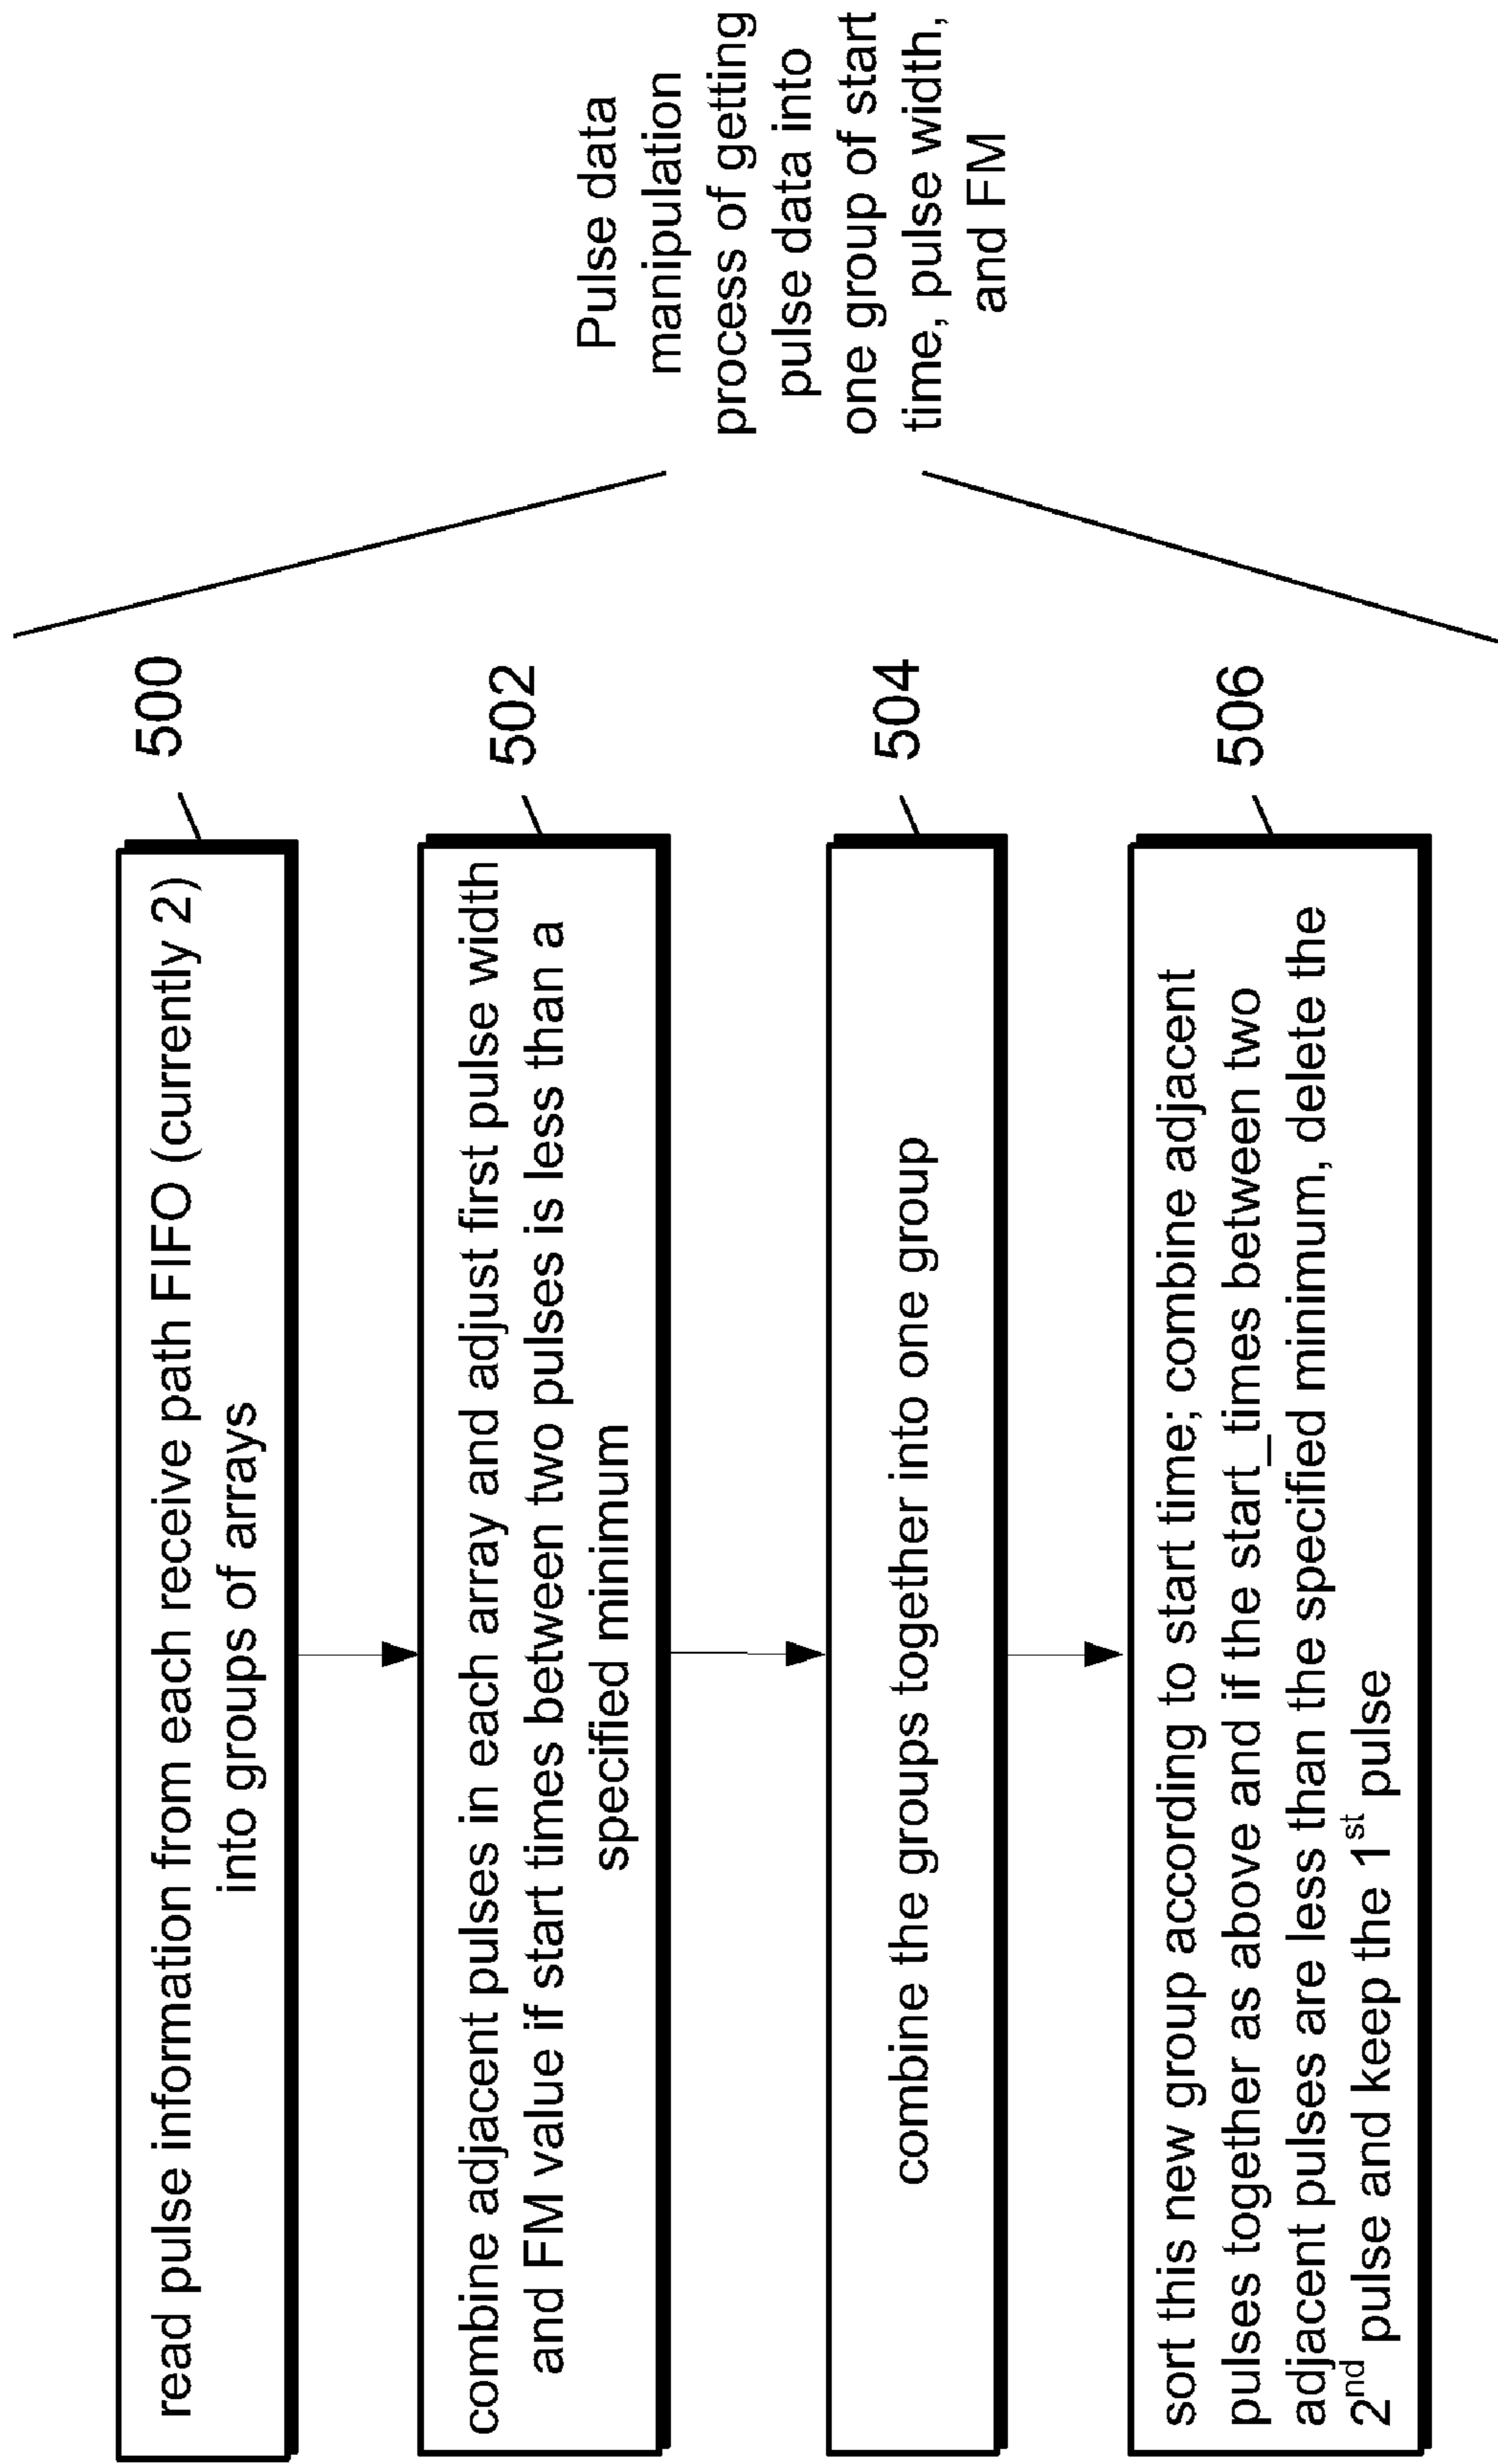 read pulse information from each receive path FIFO (currently 2)
into groups of arrays
500
combine adjacent pulses in each array and adjust first pulse width
and FM value if start times between two pulses is less than a
specified minimum
502
combine the groups together into one group
504
sort this new group according to start time; combine adjacent
pulses together as above and if the start_times between two
adjacent pulses are less than the specified minimum, delete the
2nd pulse and keep the 1st pulse
506
Pulse data
manipulation
process of getting
pulse data into
one group of start
time, pulse width,
and FM